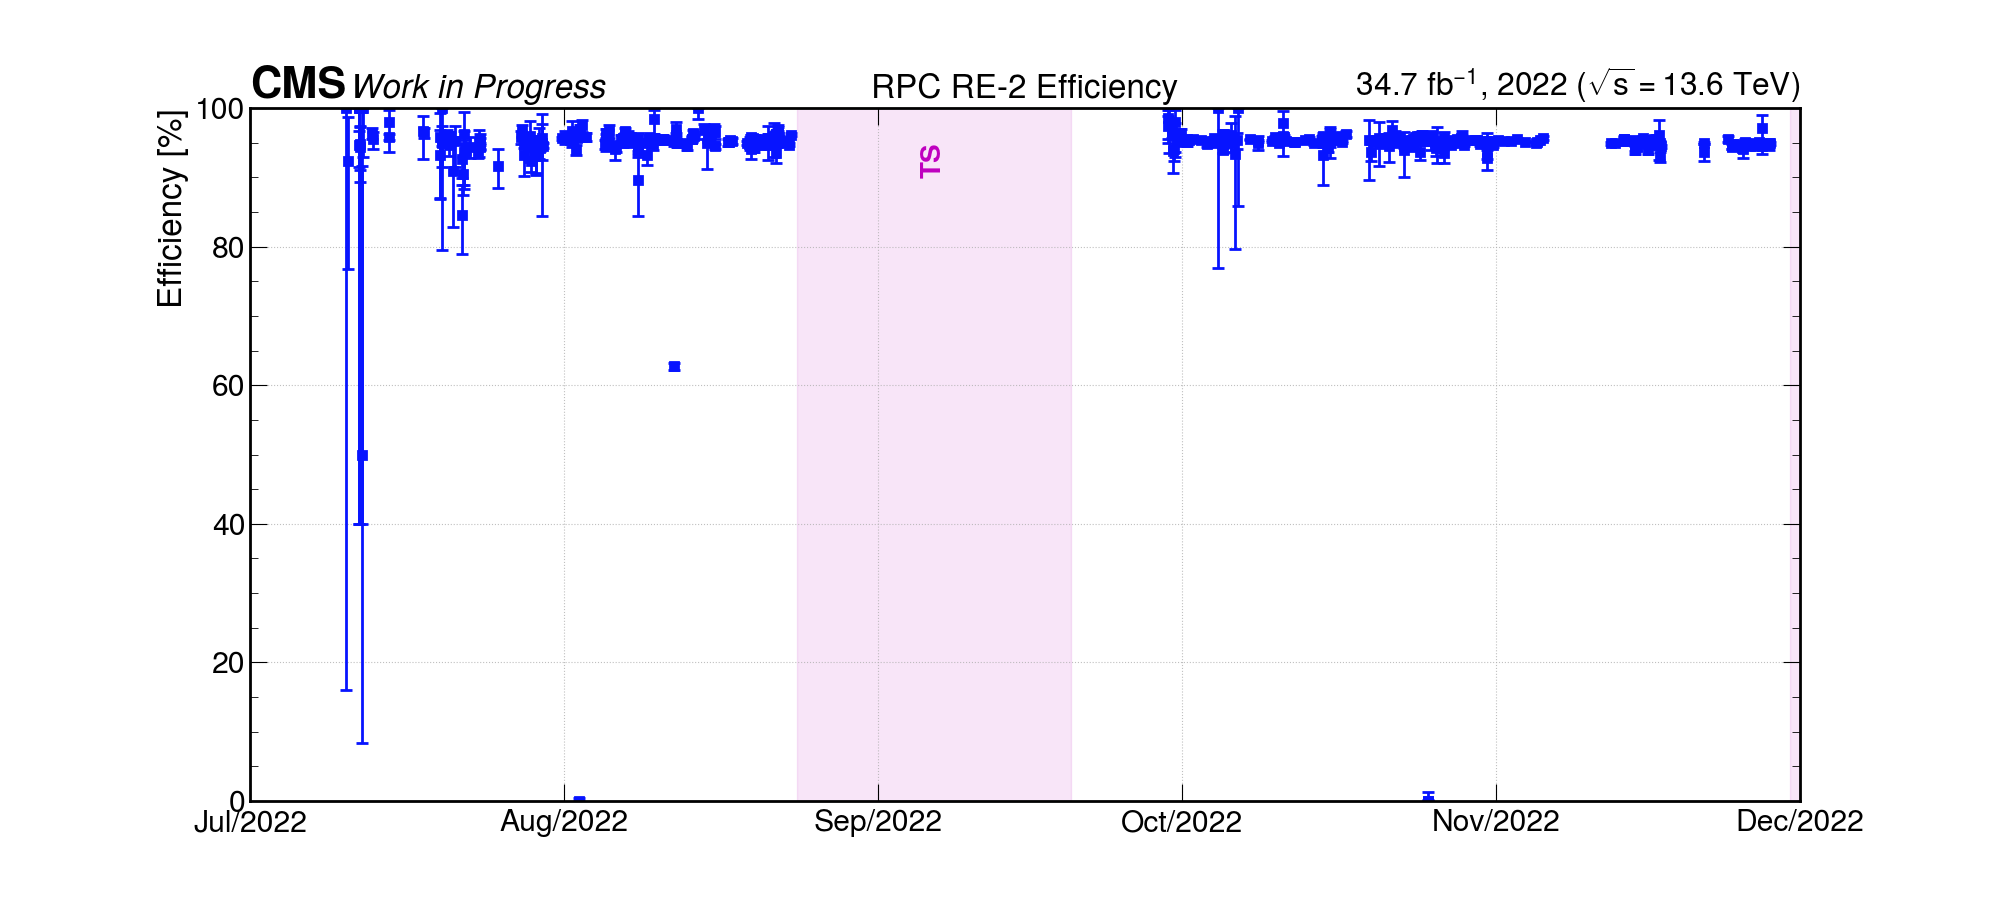 CMS Work in Progress RPC RE-2 Efficiency 34.7 fb⁻¹, 2022 (√s = 13.6 TeV)
Efficiency [%]
100
80
60
40
20
0
TS
Jul/2022 Aug/2022 Sep/2022 Oct/2022 Nov/2022 Dec/2022